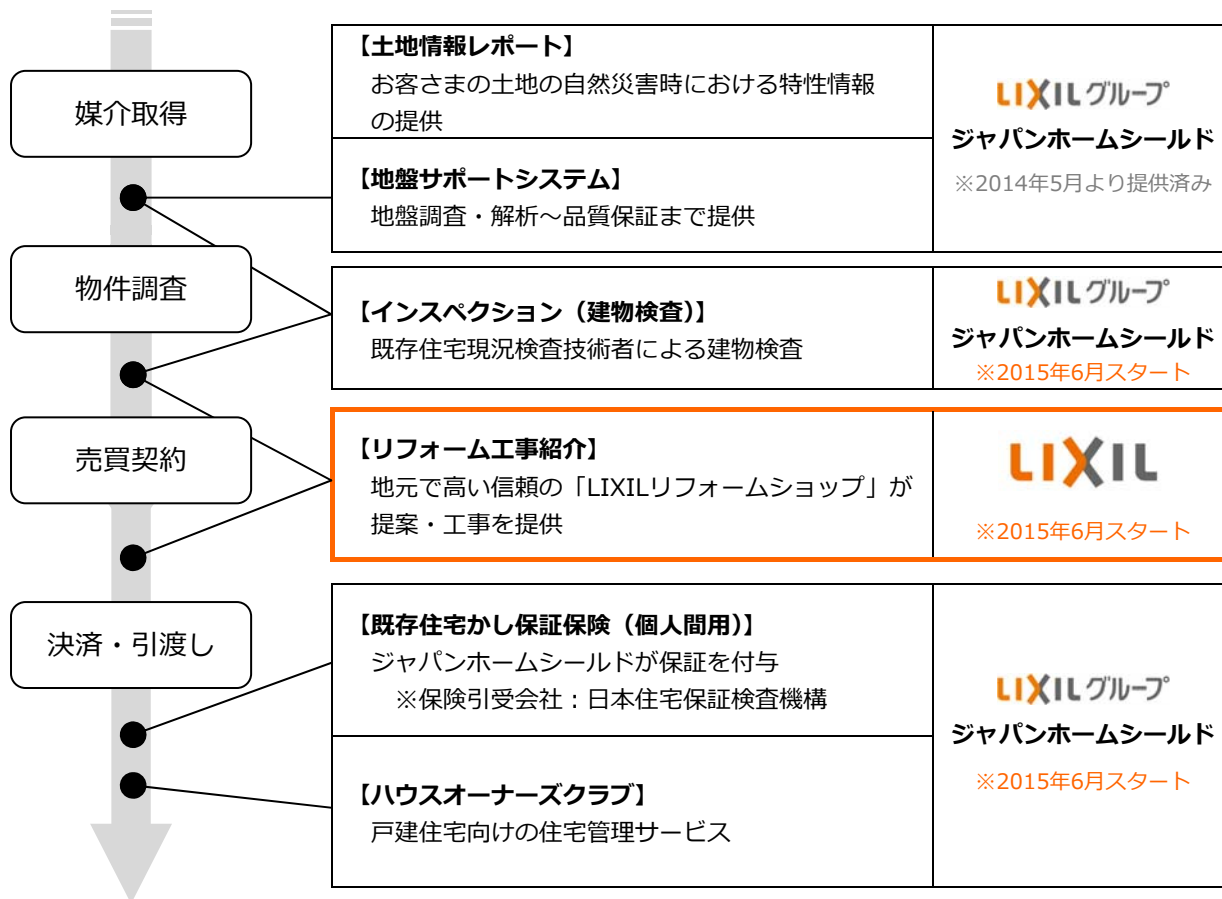 媒介取得
物件調査
売買契約
決済・引渡し
【土地情報レポート】
お客さまの土地の自然災害時における特性情報
の提供
【地盤サポートシステム】
地盤調査・解析～品質保証まで提供
LIXILグループ
ジャパンホームシールド
※2014年5月より提供済み
【インスペクション（建物検査）】
既存住宅現況検査技術者による建物検査
LIXILグループ
ジャパンホームシールド
※2015年6月スタート
【リフォーム工事紹介】
地元で高い信頼の「LIXILリフォームショップ」が
提案・工事を提供
LIXIL
※2015年6月スタート
【既存住宅かし保証保険（個人間用）】
ジャパンホームシールドが保証を付与
※保険引受会社：日本住宅保証検査機構
【ハウスオーナーズクラブ】
戸建住宅向けの住宅管理サービス
LIXILグループ
ジャパンホームシールド
※2015年6月スタート